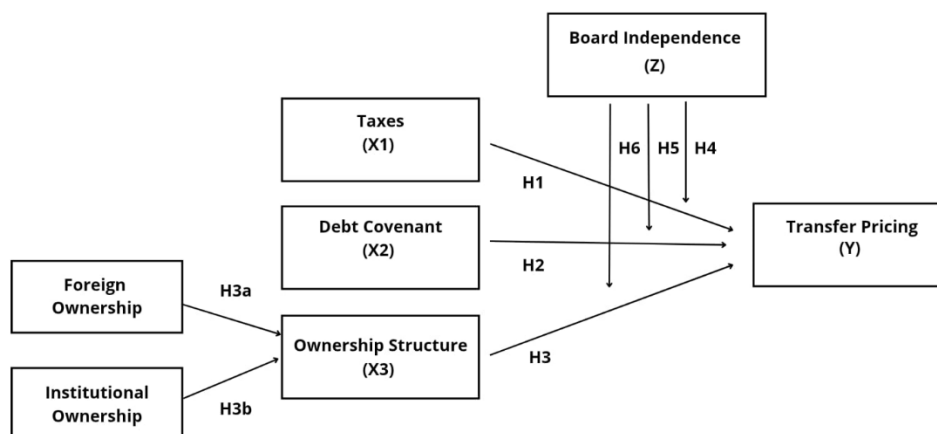 Board Independence
(Z)
Taxes
(X1)
H6
H5
H4
H1
Debt Covenant
(X2)
Transfer Pricing
(Y)
H2
Foreign
Ownership
H3a
Ownership Structure
(X3)
H3
Institutional
Ownership
H3b